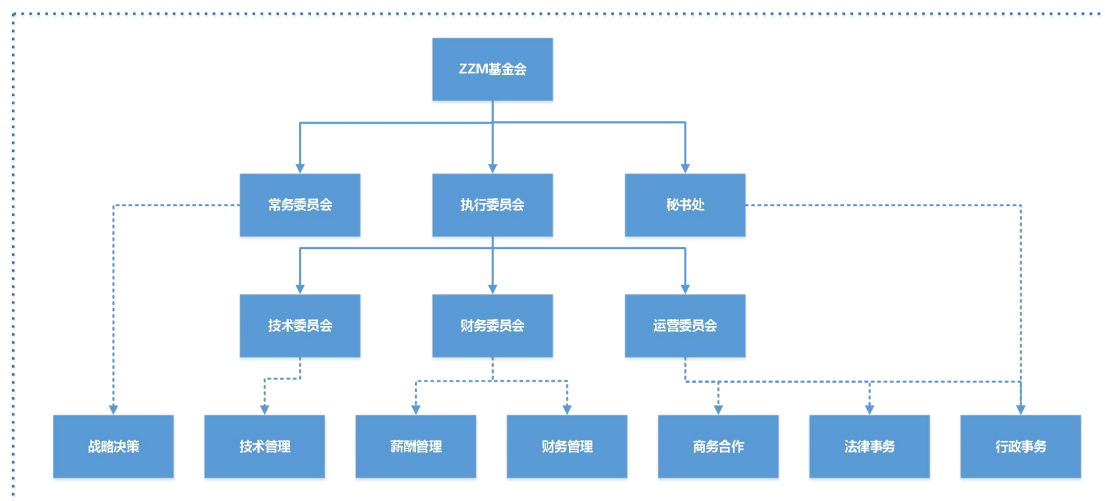 ZZM基金会
常务委员会
执行委员会
秘书处
技术委员会
财务委员会
运营委员会
战略决策
技术管理
薪酬管理
财务管理
商务合作
法律事务
行政事务